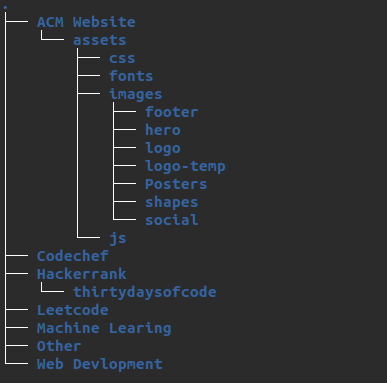 .
ACM Website
assets
css
fonts
images
footer
hero
logo
logo-temp
Posters
shapes
social
js
Codechef
Hackerrank
thirtydaysofcode
Leetcode
Machine Learing
Other
Web Devlopment